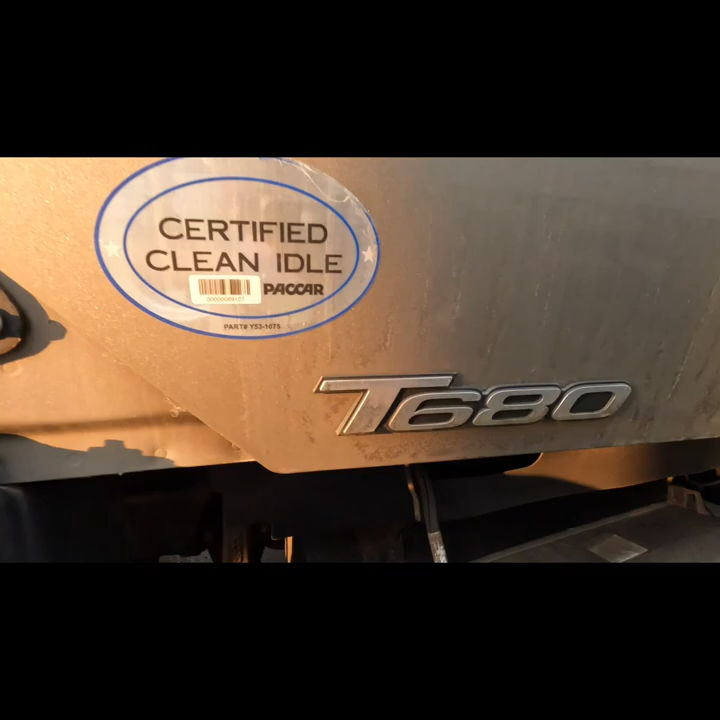 CERTIFIED
CLEAN IDLE
PACCAR
PART# Y53-1075
T680